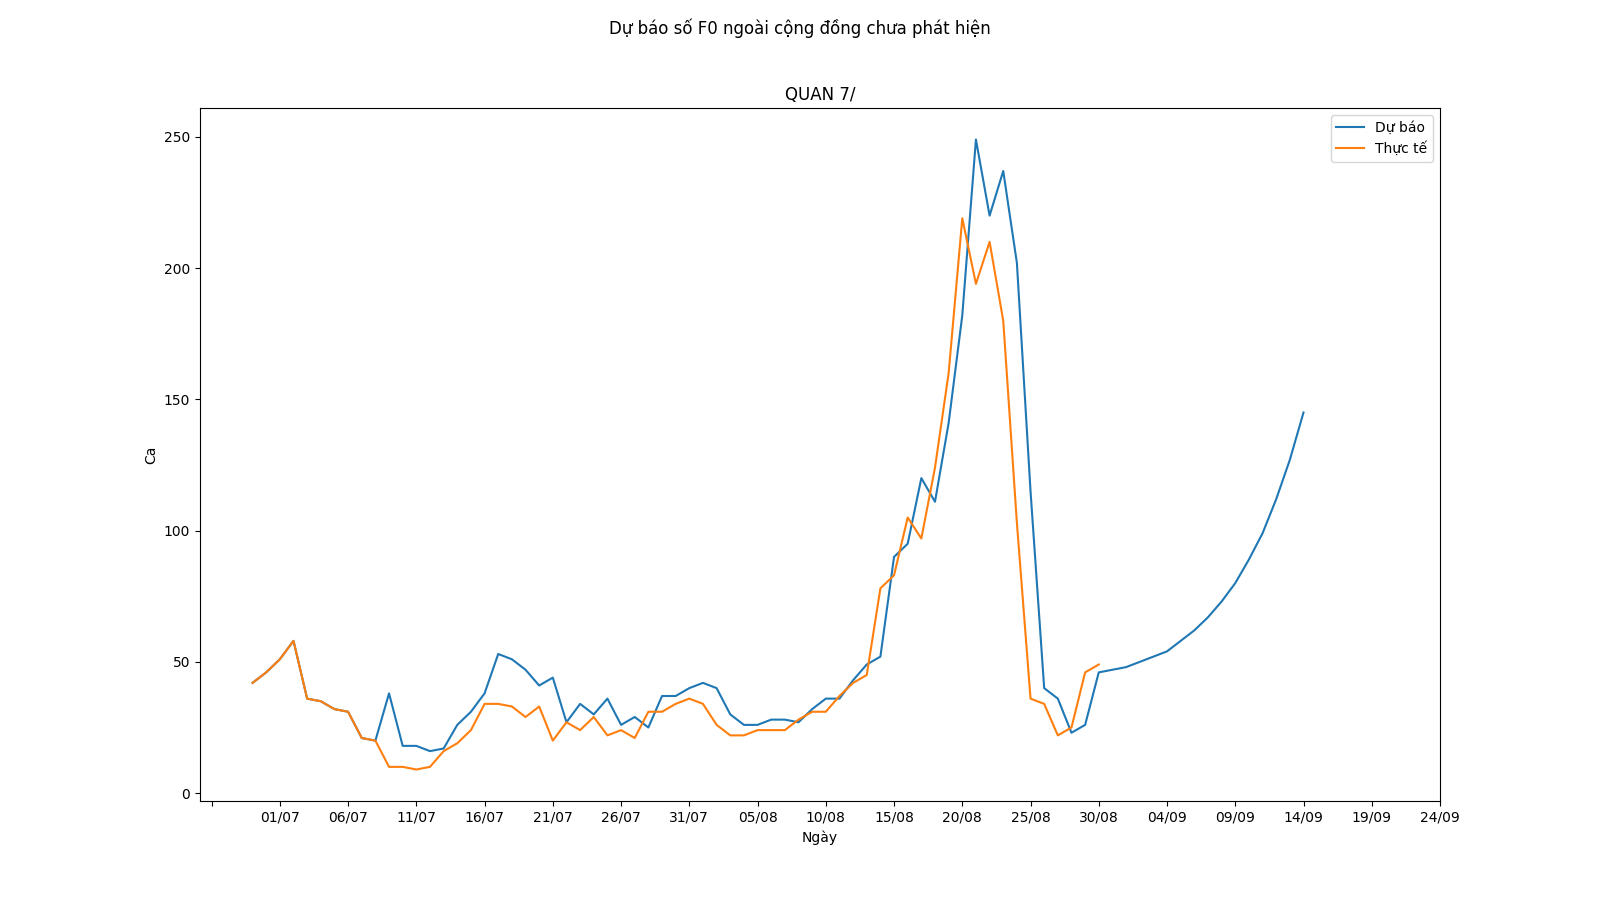 Dự báo số F0 ngoài cộng đồng chưa phát hiện
QUAN 7/
Dự báo
Thực tế
250
200
150
100
50
0
Ca
01/07 06/07 11/07 16/07 21/07 26/07 31/07 05/08 10/08 15/08 20/08 25/08 30/08 04/09 09/09 14/09 19/09 24/09
Ngày